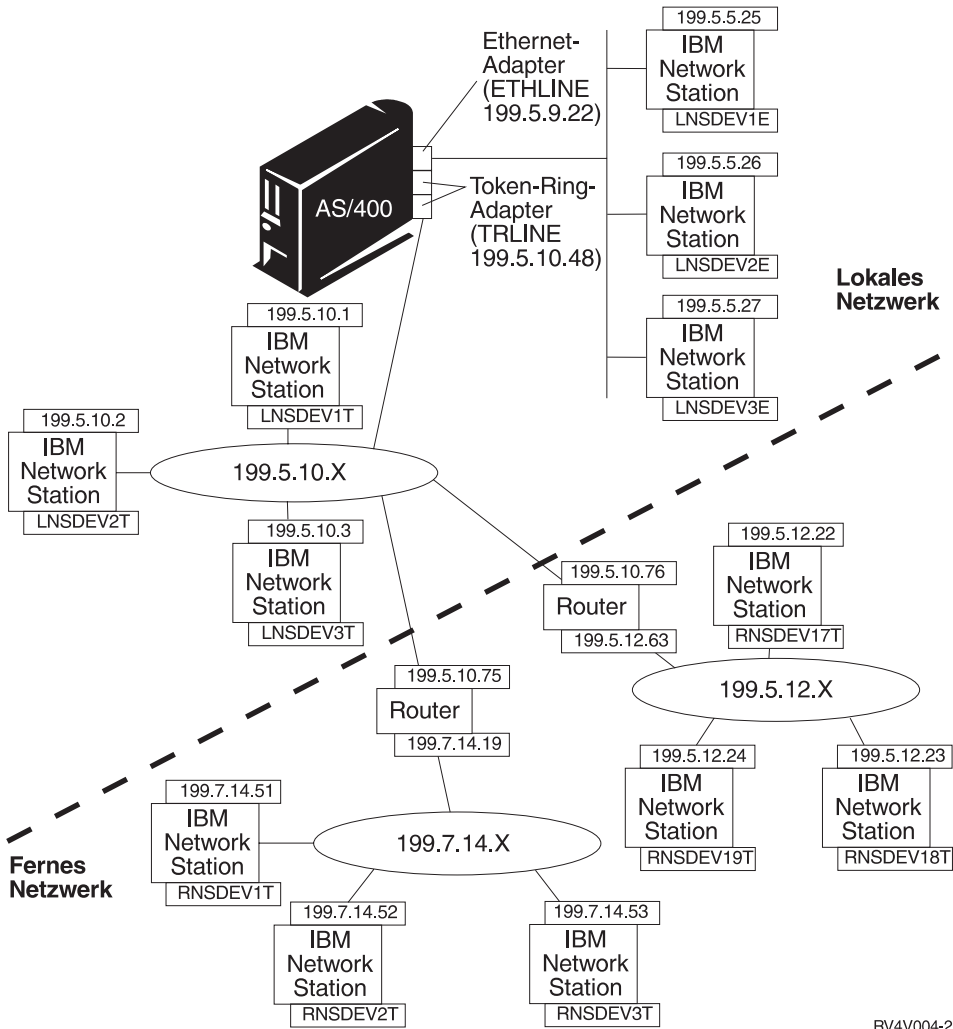 199.5.5.25
IBM
Network
Station
LNSDEV1E
Ethernet-
Adapter
(ETHLINE
199.5.9.22)
199.5.5.26
IBM
Network
Station
LNSDEV2E
AS/400
Token-Ring-
Adapter
(TRLINE
199.5.10.48)
Lokales
Netzwerk
199.5.5.27
IBM
Network
Station
LNSDEV3E
199.5.10.1
IBM
Network
Station
LNSDEV1T
199.5.10.2
IBM
Network
Station
LNSDEV2T
199.5.10.X
199.5.10.3
IBM
Network
Station
LNSDEV3T
199.5.10.76
Router
199.5.12.63
199.5.12.22
IBM
Network
Station
RNSDEV17T
199.5.12.X
199.5.10.75
Router
199.7.14.19
199.5.12.24
IBM
Network
Station
RNSDEV19T
199.5.12.23
IBM
Network
Station
RNSDEV18T
199.7.14.51
IBM
Network
Station
RNSDEV1T
199.7.14.X
Fernes
Netzwerk
199.7.14.52
IBM
Network
Station
RNSDEV2T
199.7.14.53
IBM
Network
Station
RNSDEV3T
RV4V004-2